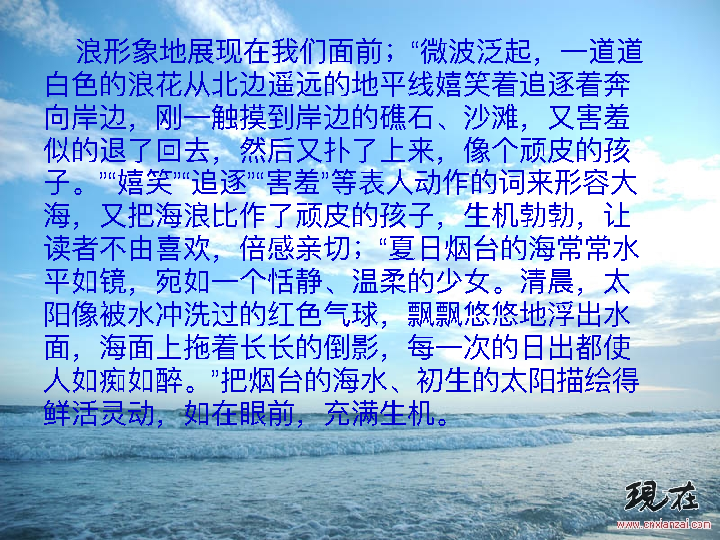 浪形象地展现在我们面前；“微波泛起，一道道
白色的浪花从北边遥远的地平线嬉笑着追逐着奔
向岸边，刚一触摸到岸边的礁石、沙滩，又害羞
似的退了回去，然后又扑了上来，像个顽皮的孩
子。”“嬉笑”“追逐”“害羞”等表人动作的词来形容大
海，又把海浪比作了顽皮的孩子，生机勃勃，让
读者不由喜欢，倍感亲切；“夏日烟台的海常常水
平如镜，宛如一个恬静、温柔的少女。清晨，太
阳像被水冲洗过的红色气球，飘飘悠悠地浮出水
面，海面上拖着长长的倒影，每一次的日出都使
人如痴如醉。”把烟台的海水、初生的太阳描绘得
鲜活灵动，如在眼前，充满生机。
現在
www.cnxianzai.com